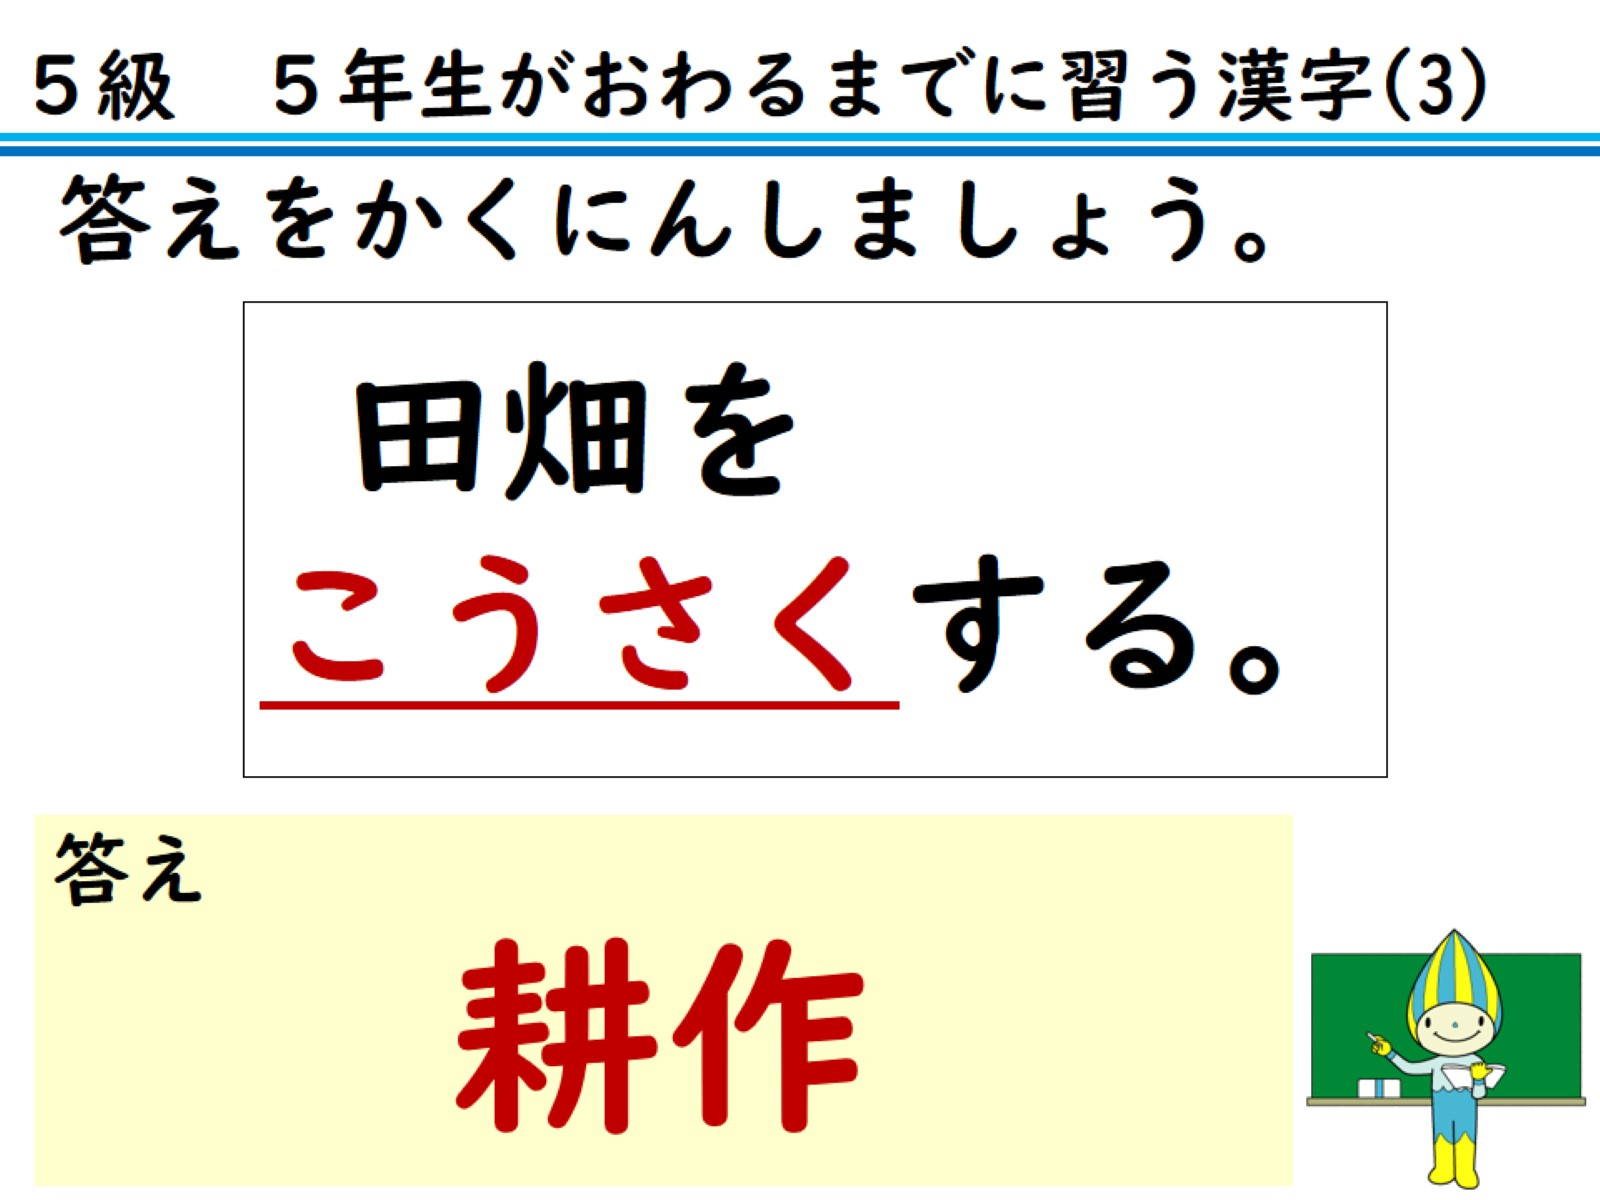 ５級　５年生がおわるまでに習う漢字(3)
答えをかくにんしましょう。
田畑を
こうさくする。
答え
耕作